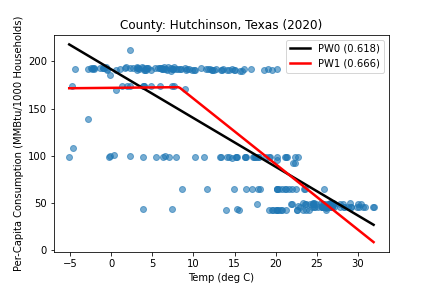 County: Hutchinson, Texas (2020)
PW0 (0.618)
PW1 (0.666)
Per-Capita Consumption (MMBtu/1000 Households)
200
150
100
50
0
−5 0 5 10 15 20 25 30
Temp (deg C)